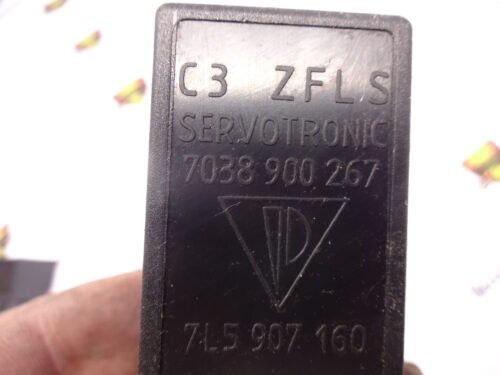 C3 ZFLS
SERVOTRONIC
7038 900 267
7L5 907 160